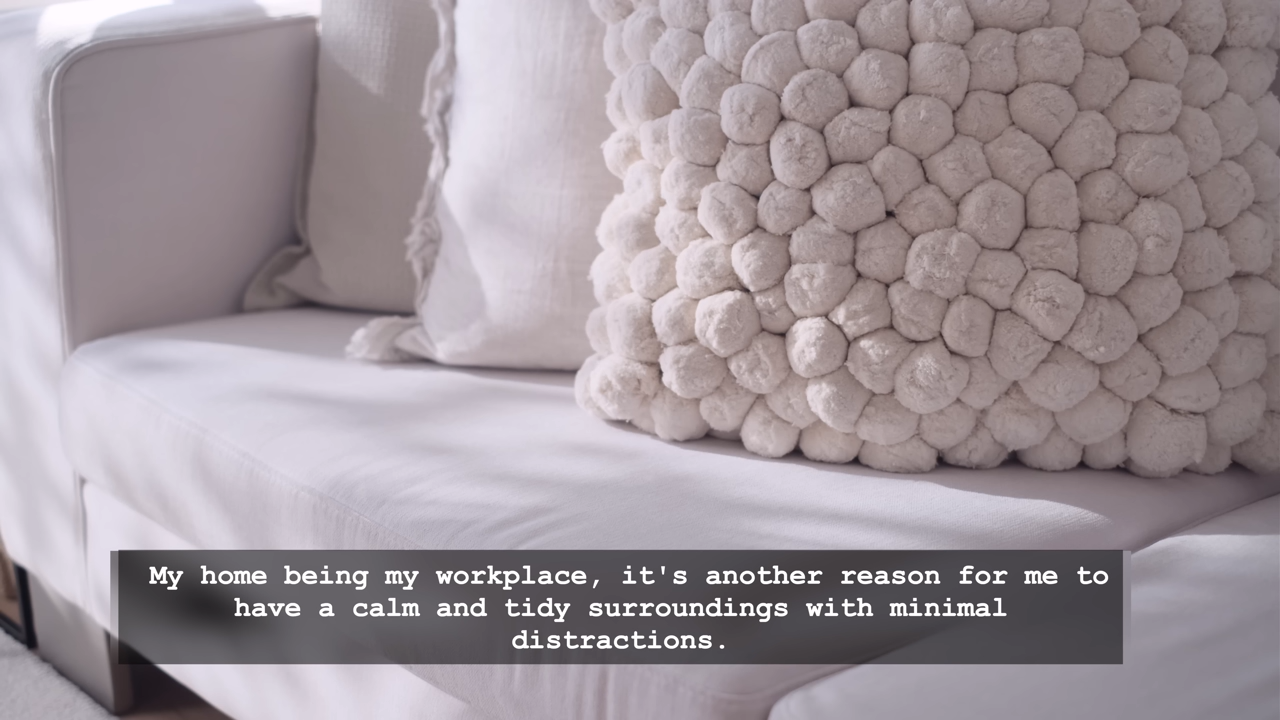 My home being my workplace, it's another reason for me to
have a calm and tidy surroundings with minimal
distractions.